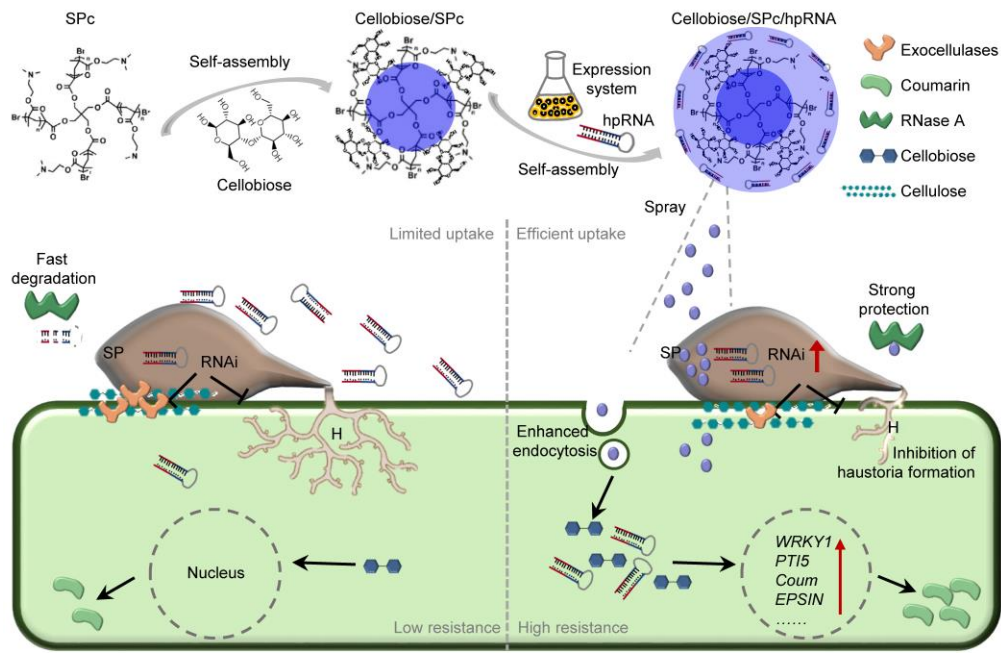 SPc
Cellobiose/SPc
Cellobiose/SPc/hpRNA
Self-assembly
Cellobiose
Expression
system
hpRNA
Self-assembly
Exocellulases
Coumarin
RNase A
Cellobiose
Cellulose
Spray
Limited uptake
Efficient uptake
Fast
degradation
SP
RNAi
H
Strong
protection
SP
RNAi
H
Enhanced
endocytosis
Inhibition of
haustoria formation
Nucleus
WRKY1
PTI5
Coum
EPSIN
......
Low resistance
High resistance